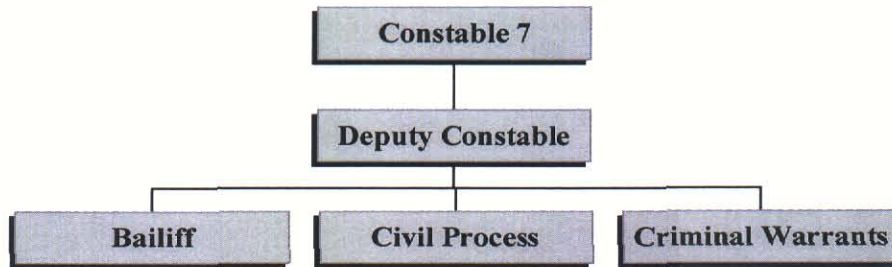 Constable 7
Deputy Constable
Bailiff
Civil Process
Criminal Warrants